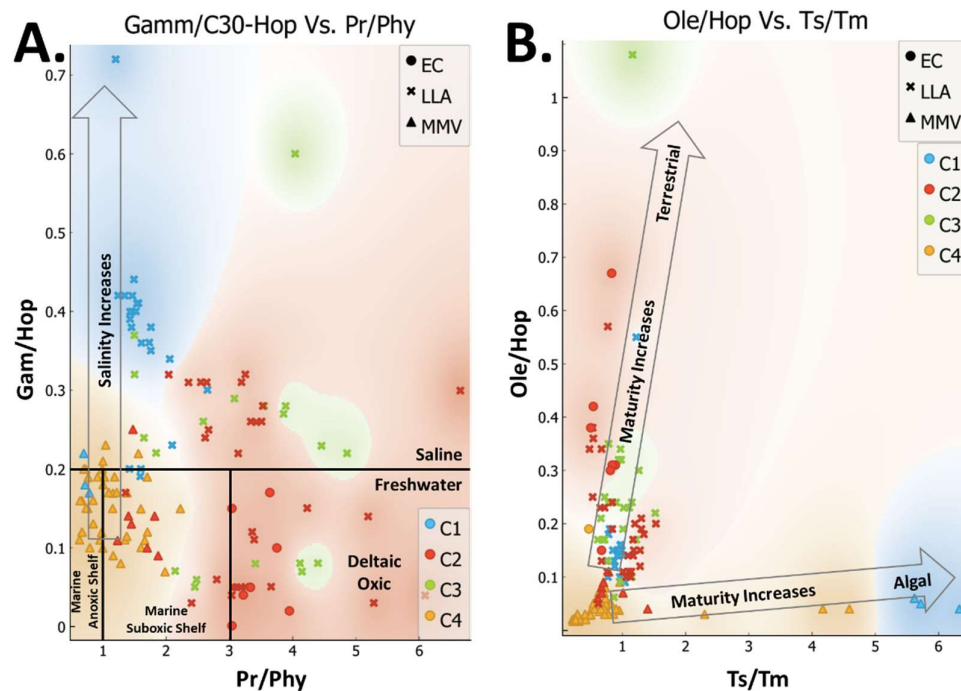 A.
Gamm/C30-Hop Vs. Pr/Phy
EC
LLA
MMV
0.7
0.6
0.5
0.4
0.3
0.2
0.1
0
Gam/Hop
Salinity Increases
Saline
Freshwater
Marine
Anoxic Shelf
Marine
Suboxic Shelf
Deltaic
Oxic
C1
C2
C3
C4
1
2
3
4
5
6
Pr/Phy
B.
Ole/Hop Vs. Ts/Tm
EC
LLA
MMV
C1
C2
C3
C4
1
0.9
0.8
0.7
0.6
0.5
0.4
0.3
0.2
0.1
Ole/Hop
Terrestrial
Maturity Increases
Maturity Increases
Algal
1
2
3
4
5
6
Ts/Tm